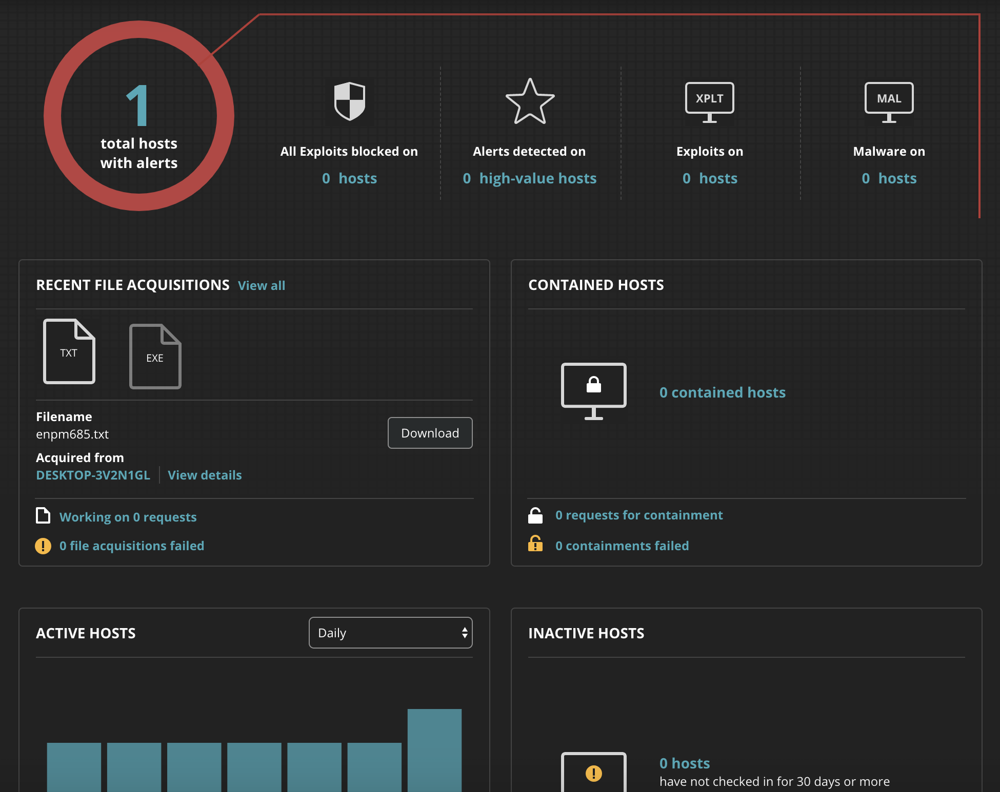 1
total hosts
with alerts
All Exploits blocked on
0 hosts
Alerts detected on
0 high-value hosts
XPLT
Exploits on
0 hosts
MAL
Malware on
0 hosts
RECENT FILE ACQUISITIONS View all
TXT
EXE
Filename
enpm685.txt
Download
Acquired from
DESKTOP-3V2N1GL View details
Working on 0 requests
0 file acquisitions failed
CONTAINED HOSTS
0 contained hosts
0 requests for containment
0 containments failed
ACTIVE HOSTS
Daily
INACTIVE HOSTS
0 hosts
have not checked in for 30 days or more